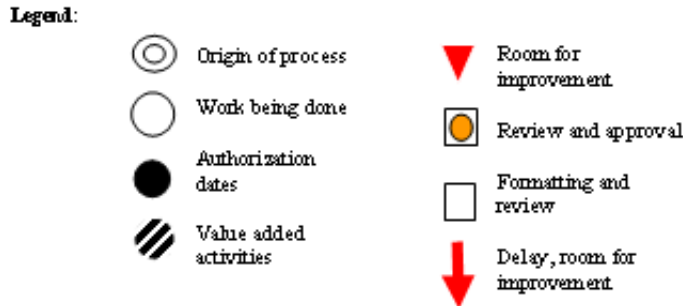 Legend:
Origin of process
Work being done
Authorization
dates
Value added
activities
Room for
improvement
Review and approval
Formatting and
review
Delay, room for
improvement